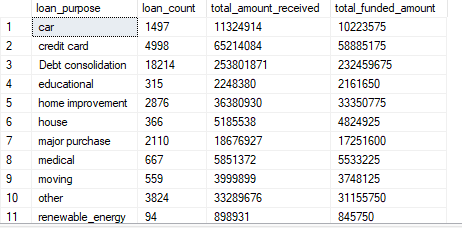 loan_purpose loan_count total_amount_received total_funded_amount
1 car 1497 11324914 10223575
2 credit card 4998 65214084 58885175
3 Debt consolidation 18214 253801871 232459675
4 educational 315 2248380 2161650
5 home improvement 2876 36380930 33350775
6 house 366 5185538 4824925
7 major purchase 2110 18676927 17251600
8 medical 667 5851372 5533225
9 moving 559 3999899 3748125
10 other 3824 33289676 31155750
11 renewable_energy 94 898931 845750